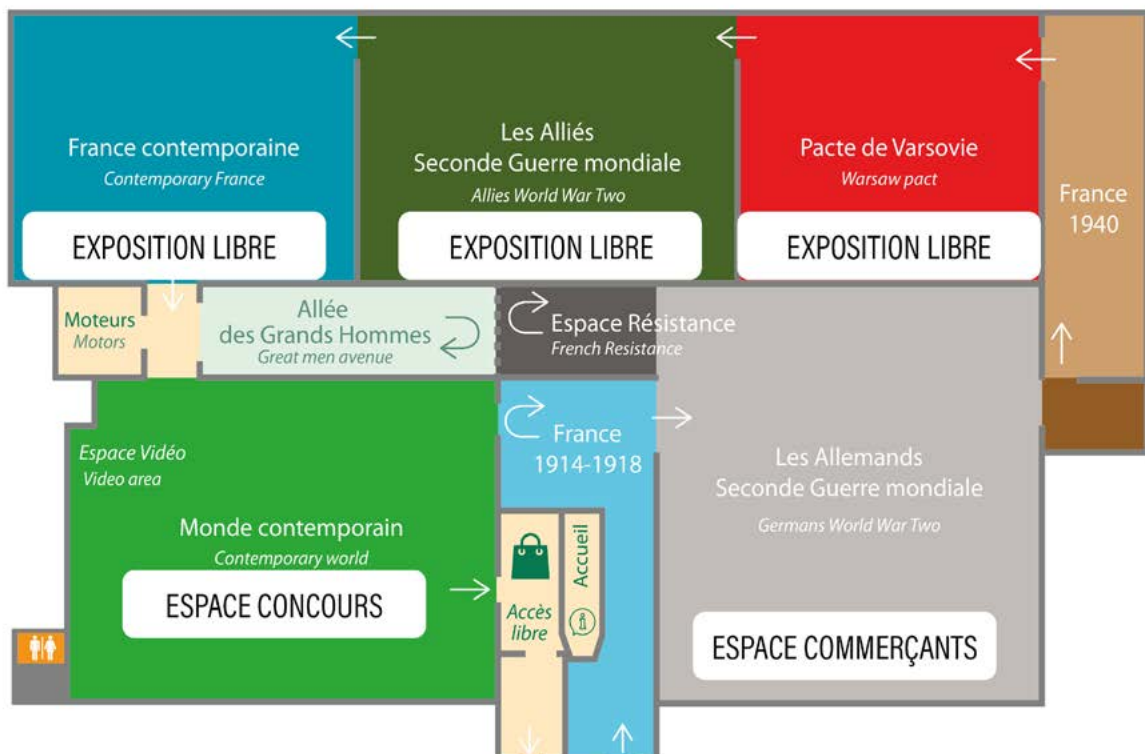 France contemporaine
Contemporary France
EXPOSITION LIBRE
Les Alliés
Seconde Guerre mondiale
Allies World War Two
EXPOSITION LIBRE
Pacte de Varsovie
Warsaw pact
EXPOSITION LIBRE
France
1940
Moteurs
Motors
Allée
des Grands Hommes
Great men avenue
Espace Résistance
French Resistance
Espace Vidéo
Video area
Monde contemporain
Contemporary world
ESPACE CONCOURS
France
1914-1918
Accès
libre
Accueil
Les Allemands
Seconde Guerre mondiale
Germans World War Two
ESPACE COMMERÇANTS